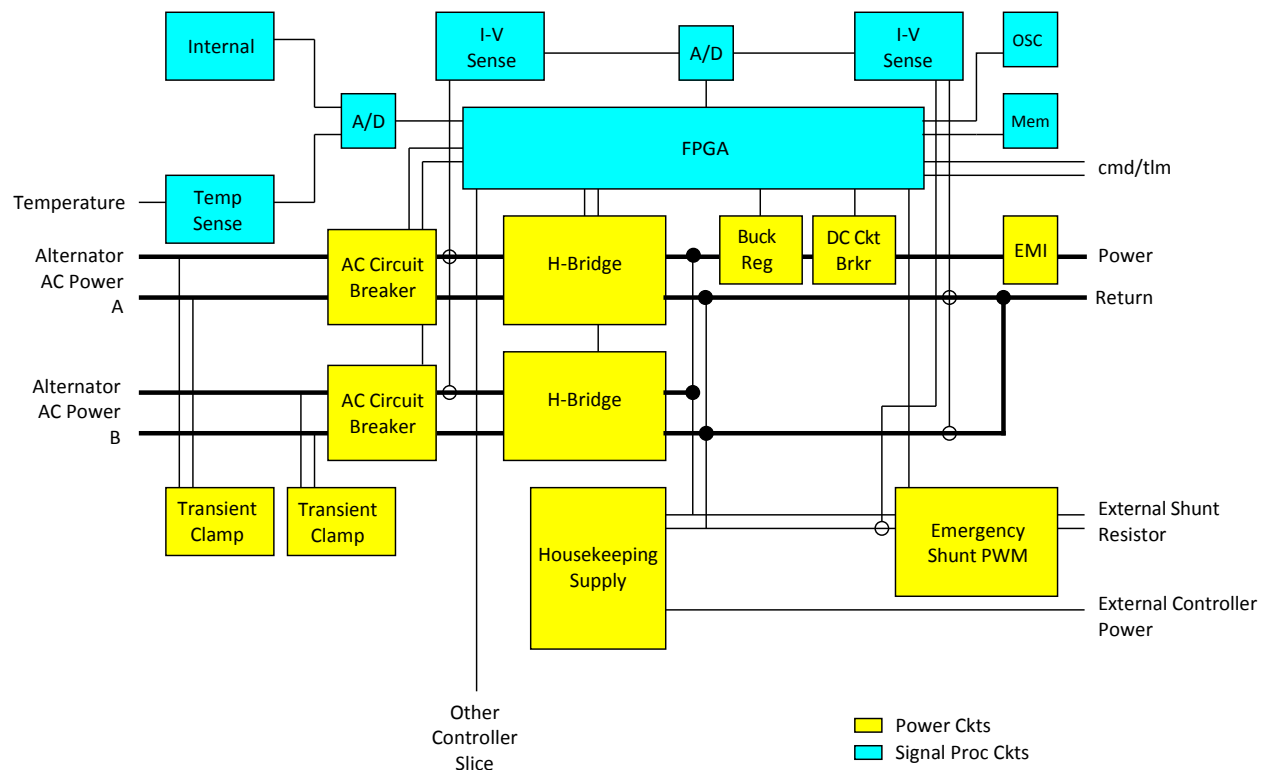 Internal
I-V
Sense
A/D
I-V
Sense
OSC
A/D
Mem
FPGA
cmd/tlm
Temperature
Temp
Sense
Alternator
AC Power
A
AC Circuit
Breaker
H-Bridge
Buck
Reg
DC Ckt
Brkr
EMI
Power
Return
Alternator
AC Power
B
AC Circuit
Breaker
H-Bridge
Transient
Clamp
Transient
Clamp
Housekeeping
Supply
Emergency
Shunt PWM
External Shunt
Resistor
External Controller
Power
Other
Controller
Slice
Power Ckts
Signal Proc Ckts